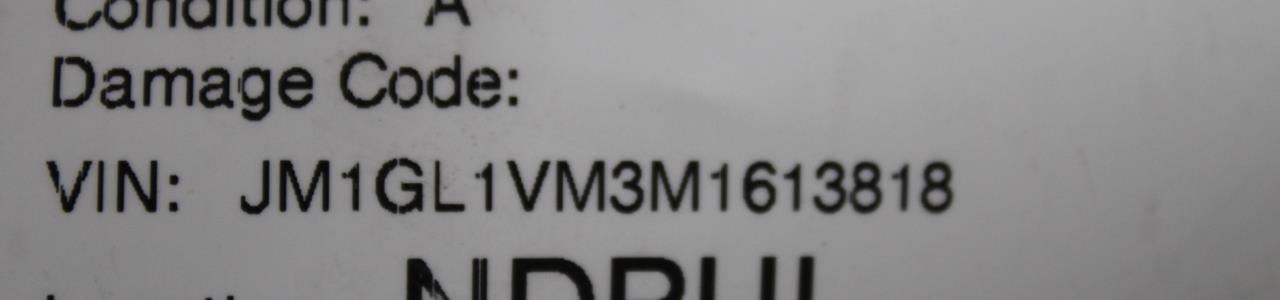 Condition: A
Damage Code:
VIN: JM1GL1VM3M1613818